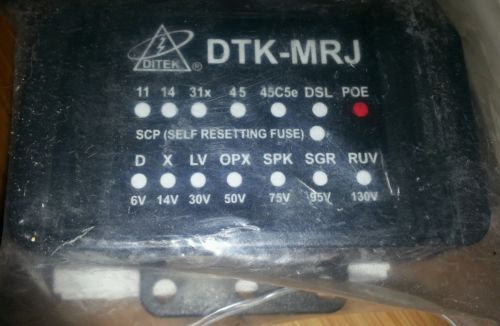 DITEK ® DTK-MRJ
11 14 31x 45 45C5e DSL POE
SCP (SELF RESETTING FUSE)
D X LV OPX SPK SGR RUV
6V 14V 30V 50V 75V 95V 130V